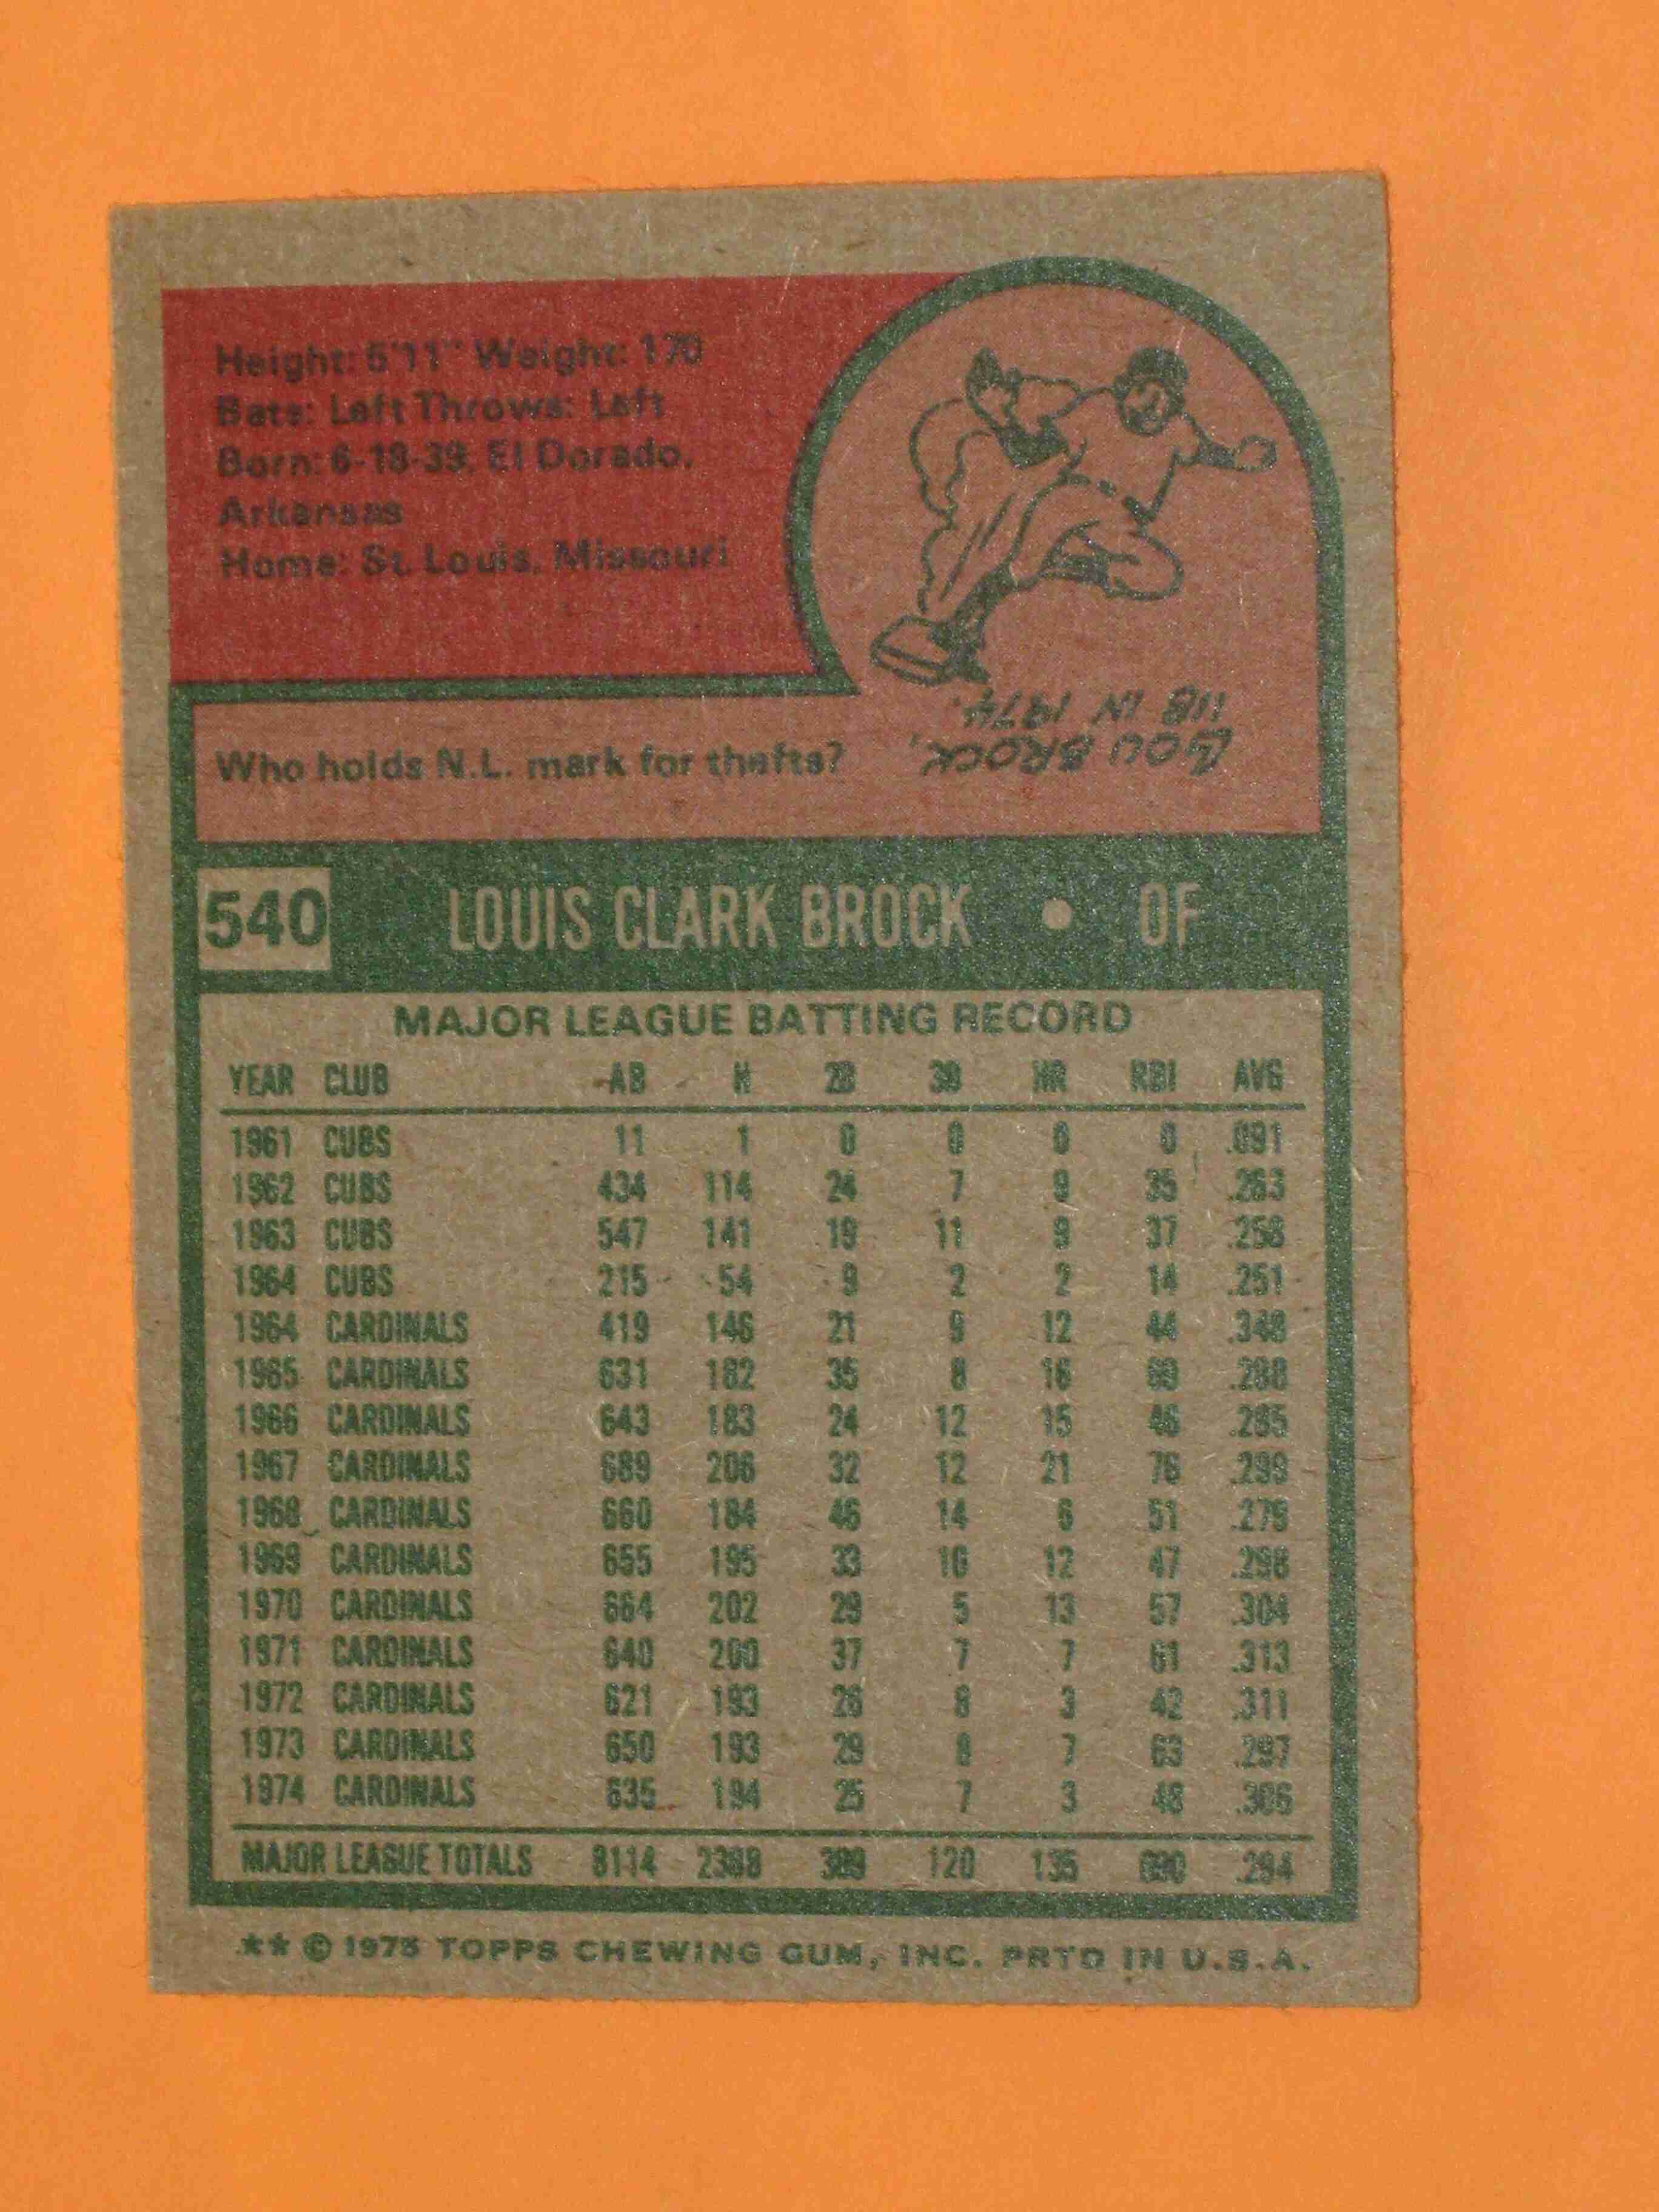 Height: 5'11" Weight: 170
Bats: Left Throws: Left
Born: 6-18-39, El Dorado,
Arkansas
Home: St. Louis, Missouri
Who holds N.L. mark for thefts?
LOU BROCK,
118 IN 1974.
540 LOUIS CLARK BROCK • OF
MAJOR LEAGUE BATTING RECORD
YEAR CLUB AB H 2B 3B HR RBI AVG
1961 CUBS 11 1 0 0 0 0 .091
1962 CUBS 434 114 24 7 9 35 .263
1963 CUBS 547 141 19 11 9 37 .258
1964 CUBS 215 54 9 2 2 14 .251
1964 CARDINALS 419 146 21 9 12 44 .348
1965 CARDINALS 631 182 35 8 16 69 .288
1966 CARDINALS 643 183 24 12 15 46 .285
1967 CARDINALS 689 206 32 12 21 76 .299
1968 CARDINALS 660 184 46 14 6 51 .279
1969 CARDINALS 655 195 33 10 12 47 .298
1970 CARDINALS 664 202 29 5 13 57 .304
1971 CARDINALS 640 200 37 7 7 61 .313
1972 CARDINALS 621 193 26 8 3 42 .311
1973 CARDINALS 650 193 29 8 7 63 .297
1974 CARDINALS 635 194 25 7 3 48 .306
MAJOR LEAGUE TOTALS 8114 2388 389 120 135 690 .294
** © 1975 TOPPS CHEWING GUM, INC. PRTD IN U.S.A.